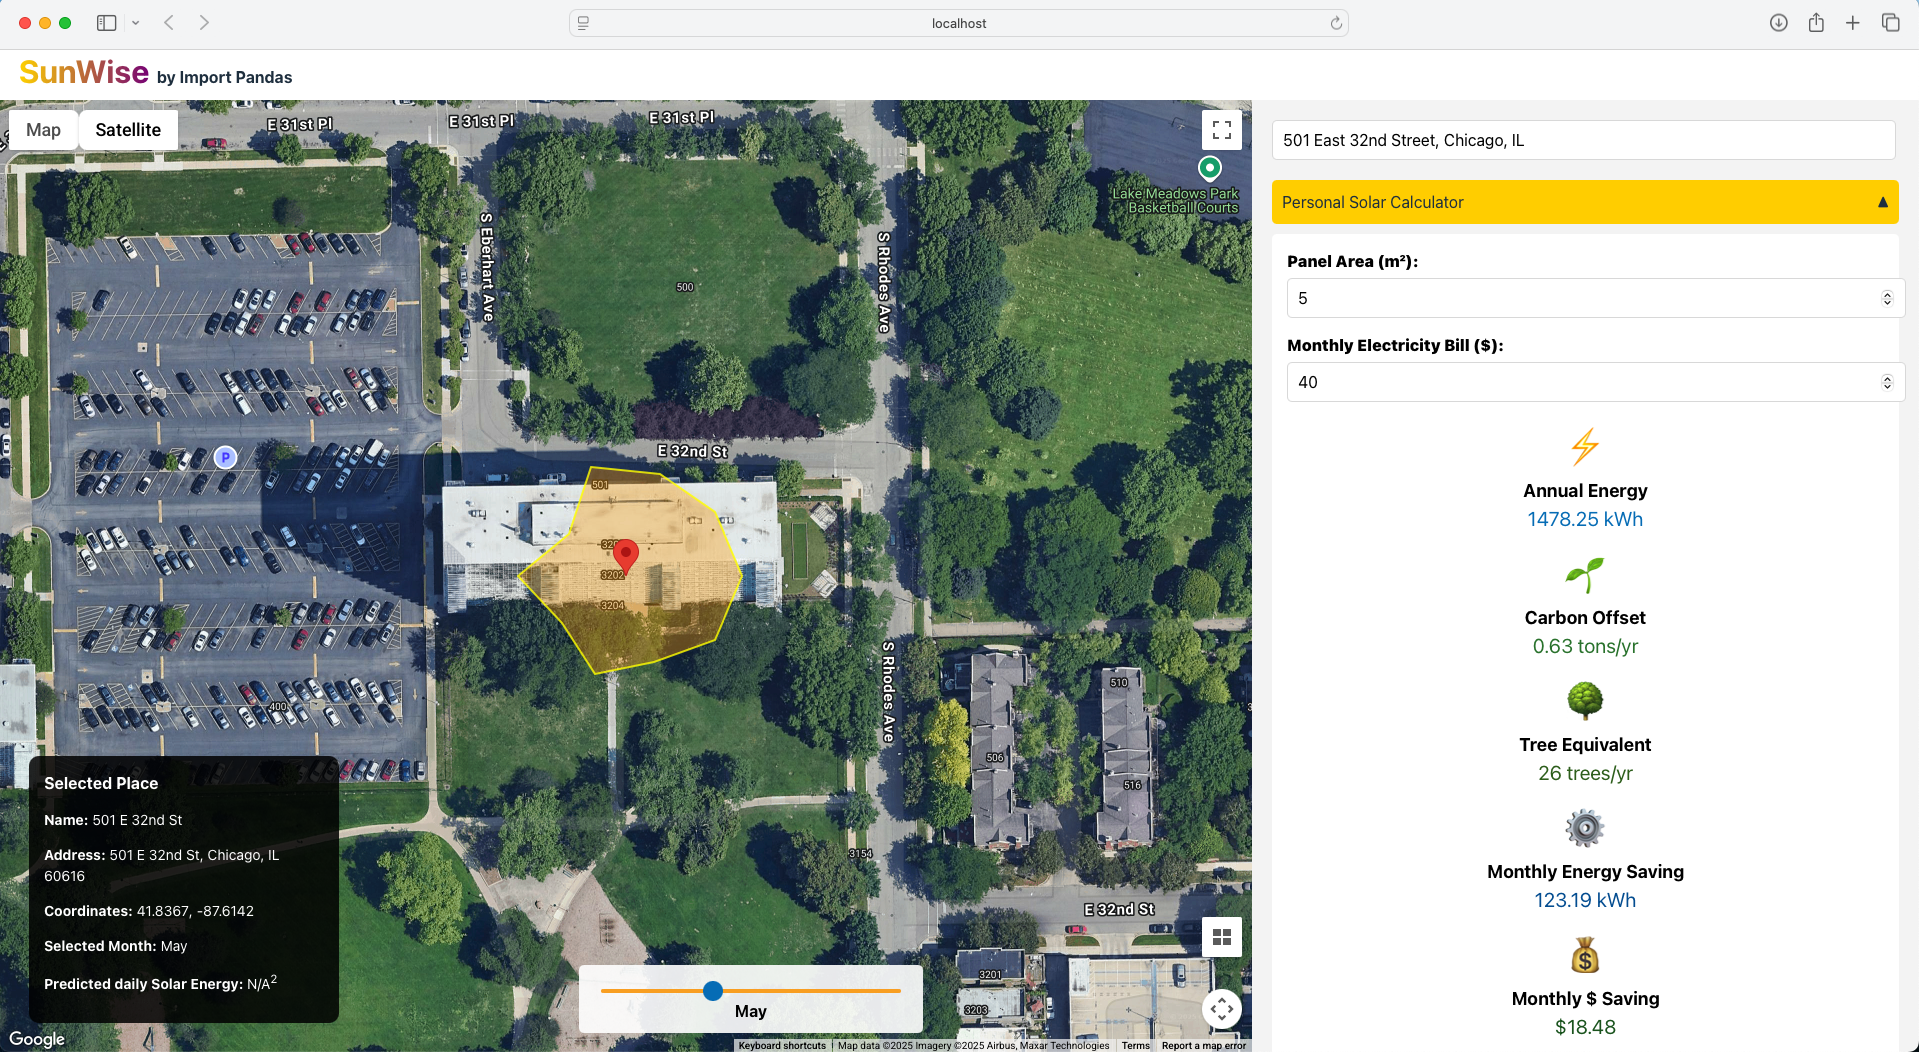 localhost
SunWise by Import Pandas
Map
Satellite
E 31st Pl
E 31st Pl
E 31st Pl
Lake Meadows Park
Basketball Courts
S Eberhart Ave
S Rhodes Ave
500
P
E 32nd St
501
3202
3204
400
S Rhodes Ave
510
506
516
3154
E 32nd St
3201
3203
Selected Place
Name: 501 E 32nd St
Address: 501 E 32nd St, Chicago, IL
60616
Coordinates: 41.8367, -87.6142
Selected Month: May
Predicted daily Solar Energy: N/A²
May
Google
Keyboard shortcuts
Map data ©2025 Imagery ©2025 Airbus, Maxar Technologies
Terms
Report a map error
501 East 32nd Street, Chicago, IL
Personal Solar Calculator ▲
Panel Area (m²):
5
Monthly Electricity Bill ($):
40
Annual Energy
1478.25 kWh
Carbon Offset
0.63 tons/yr
Tree Equivalent
26 trees/yr
Monthly Energy Saving
123.19 kWh
$
Monthly $ Saving
$18.48